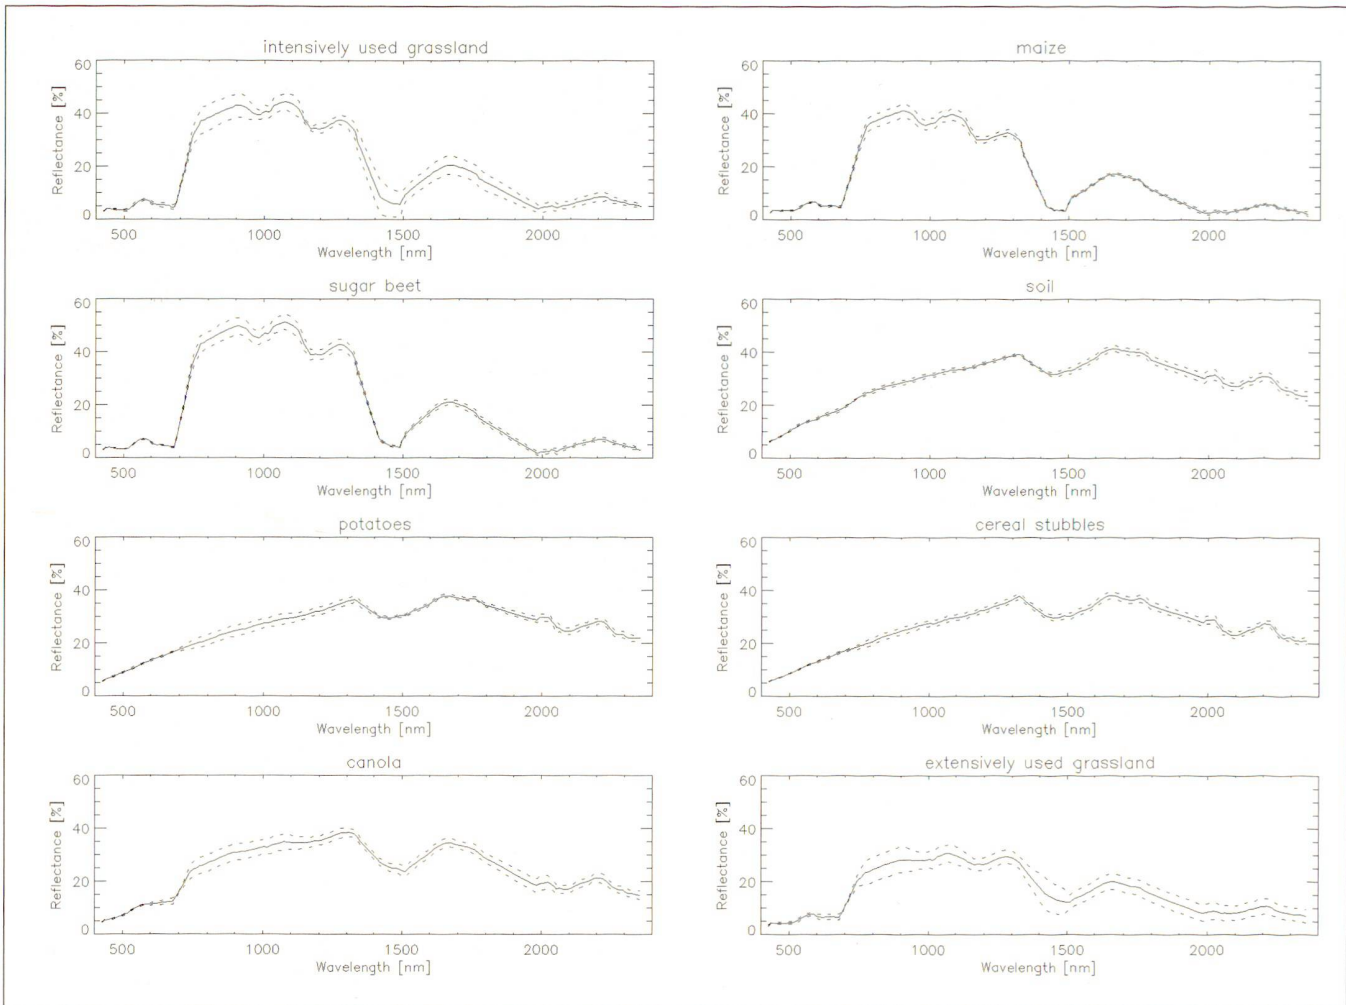 intensively used grassland
60
40
20
0
Reflectance [%]
500 1000 1500 2000
Wavelength [nm]
maize
60
40
20
0
Reflectance [%]
500 1000 1500 2000
Wavelength [nm]
sugar beet
60
40
20
0
Reflectance [%]
500 1000 1500 2000
Wavelength [nm]
soil
60
40
20
0
Reflectance [%]
500 1000 1500 2000
Wavelength [nm]
potatoes
60
40
20
0
Reflectance [%]
500 1000 1500 2000
Wavelength [nm]
cereal stubbles
60
40
20
0
Reflectance [%]
500 1000 1500 2000
Wavelength [nm]
canola
60
40
20
0
Reflectance [%]
500 1000 1500 2000
Wavelength [nm]
extensively used grassland
60
40
20
0
Reflectance [%]
500 1000 1500 2000
Wavelength [nm]